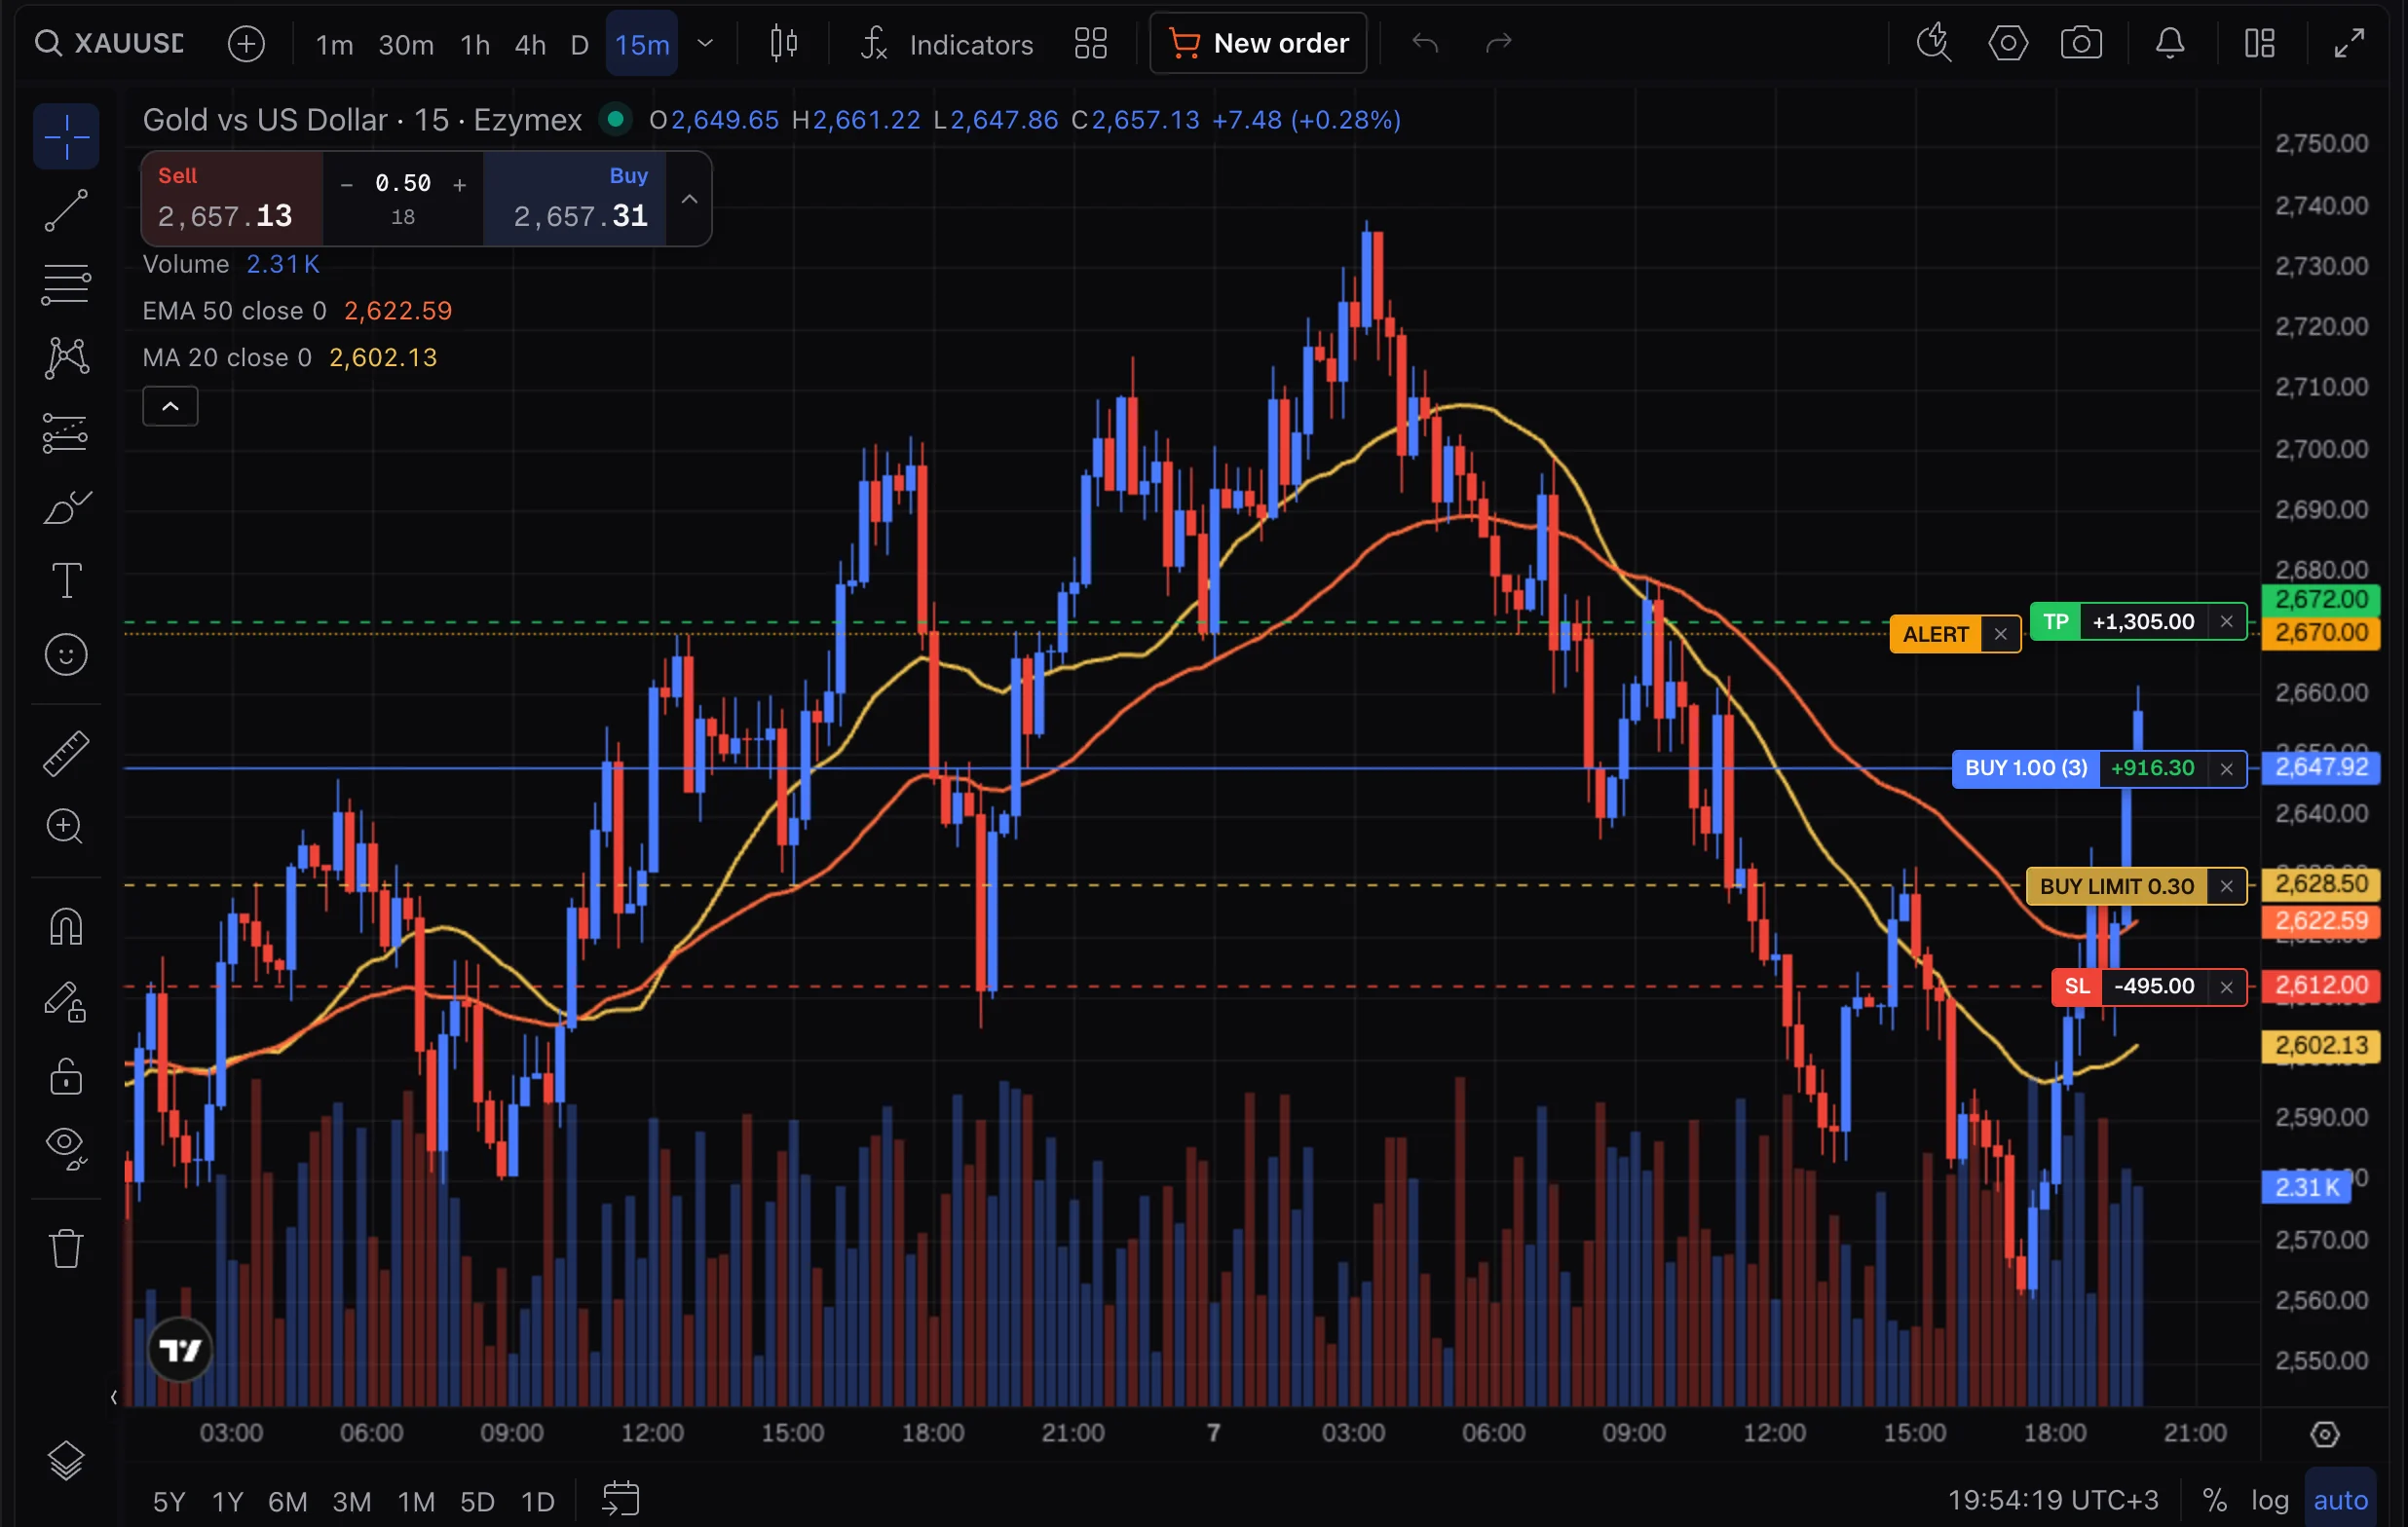 XAUUSD 1m 30m 1h 4h D 15m Indicators New order
Gold vs US Dollar · 15 · Ezymex O2,649.65 H2,661.22 L2,647.86 C2,657.13 +7.48 (+0.28%)
Sell 2,657.13
− 0.50 +
18
Buy 2,657.31
Volume 2.31 K
EMA 50 close 0 2,622.59
MA 20 close 0 2,602.13
2,750.00
2,740.00
2,730.00
2,720.00
2,710.00
2,700.00
2,690.00
2,680.00
TP +1,305.00 × 2,672.00
ALERT × 2,670.00
2,660.00
BUY 1.00 (3) +916.30 × 2,647.92
2,640.00
BUY LIMIT 0.30 × 2,628.50
2,622.59
SL -495.00 × 2,612.00
2,602.13
2,590.00
2.31 K
2,570.00
2,560.00
2,550.00
03:00 06:00 09:00 12:00 15:00 18:00 21:00 7 03:00 06:00 09:00 12:00 15:00 18:00 21:00
5Y 1Y 6M 3M 1M 5D 1D 19:54:19 UTC+3 % log auto